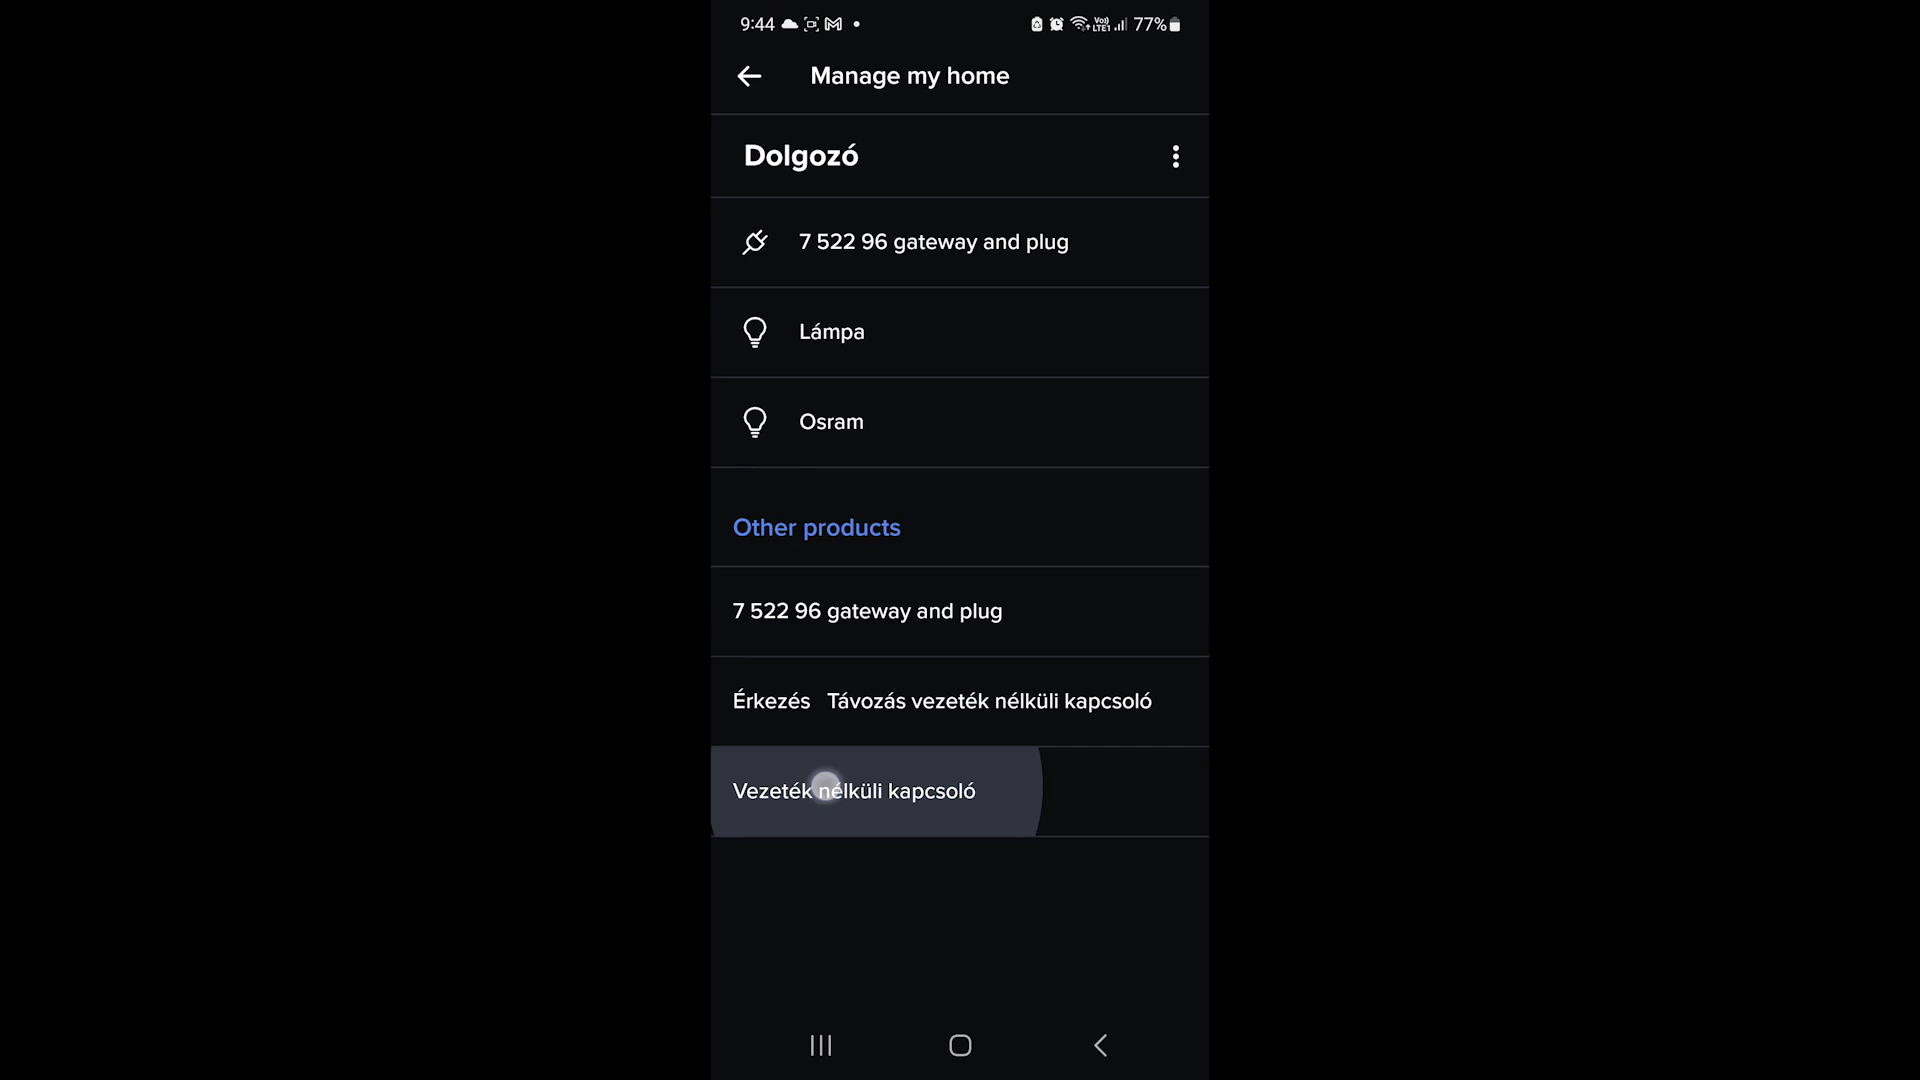 9:44 77%
Manage my home
Dolgozó
7 522 96 gateway and plug
Lámpa
Osram
Other products
7 522 96 gateway and plug
Érkezés Távozás vezeték nélküli kapcsoló
Vezeték nélküli kapcsoló